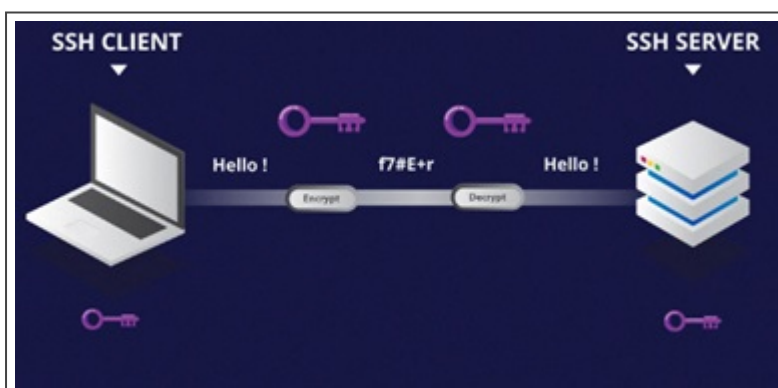 SSH CLIENT
SSH SERVER
Hello !
f7#E+r
Hello !
Encrypt
Decrypt